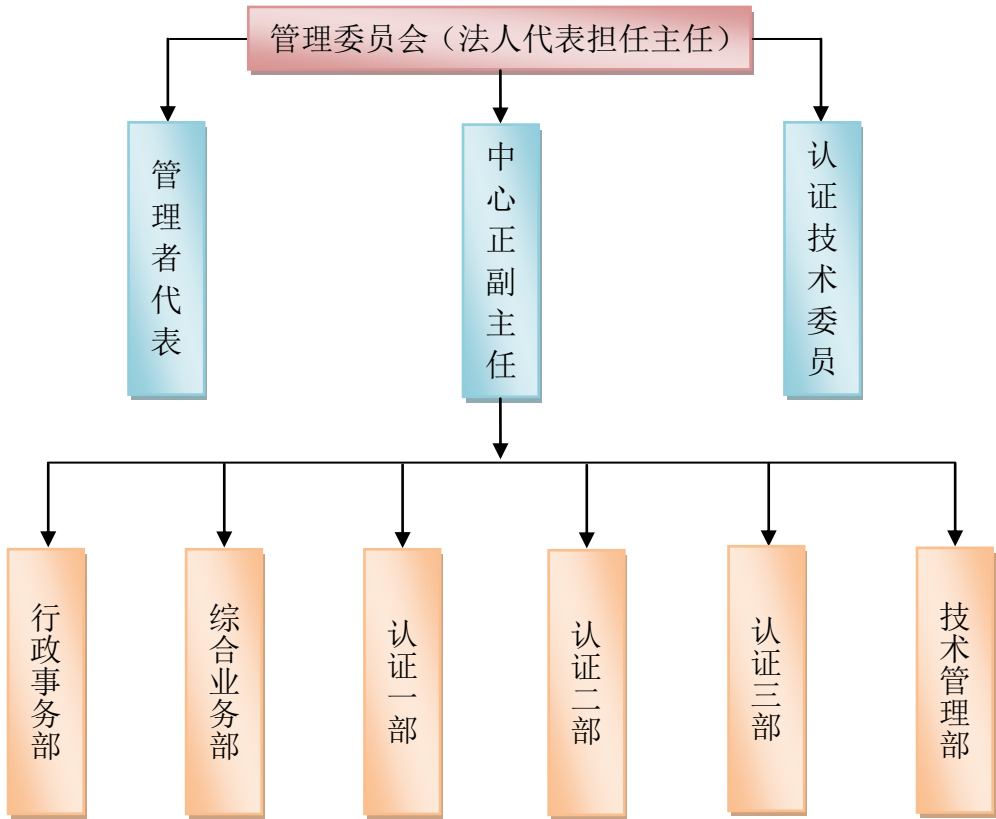 管理委员会（法人代表担任主任）
管理者代表
中心正副主任
认证技术委员
行政事务部
综合业务部
认证一部
认证二部
认证三部
技术管理部